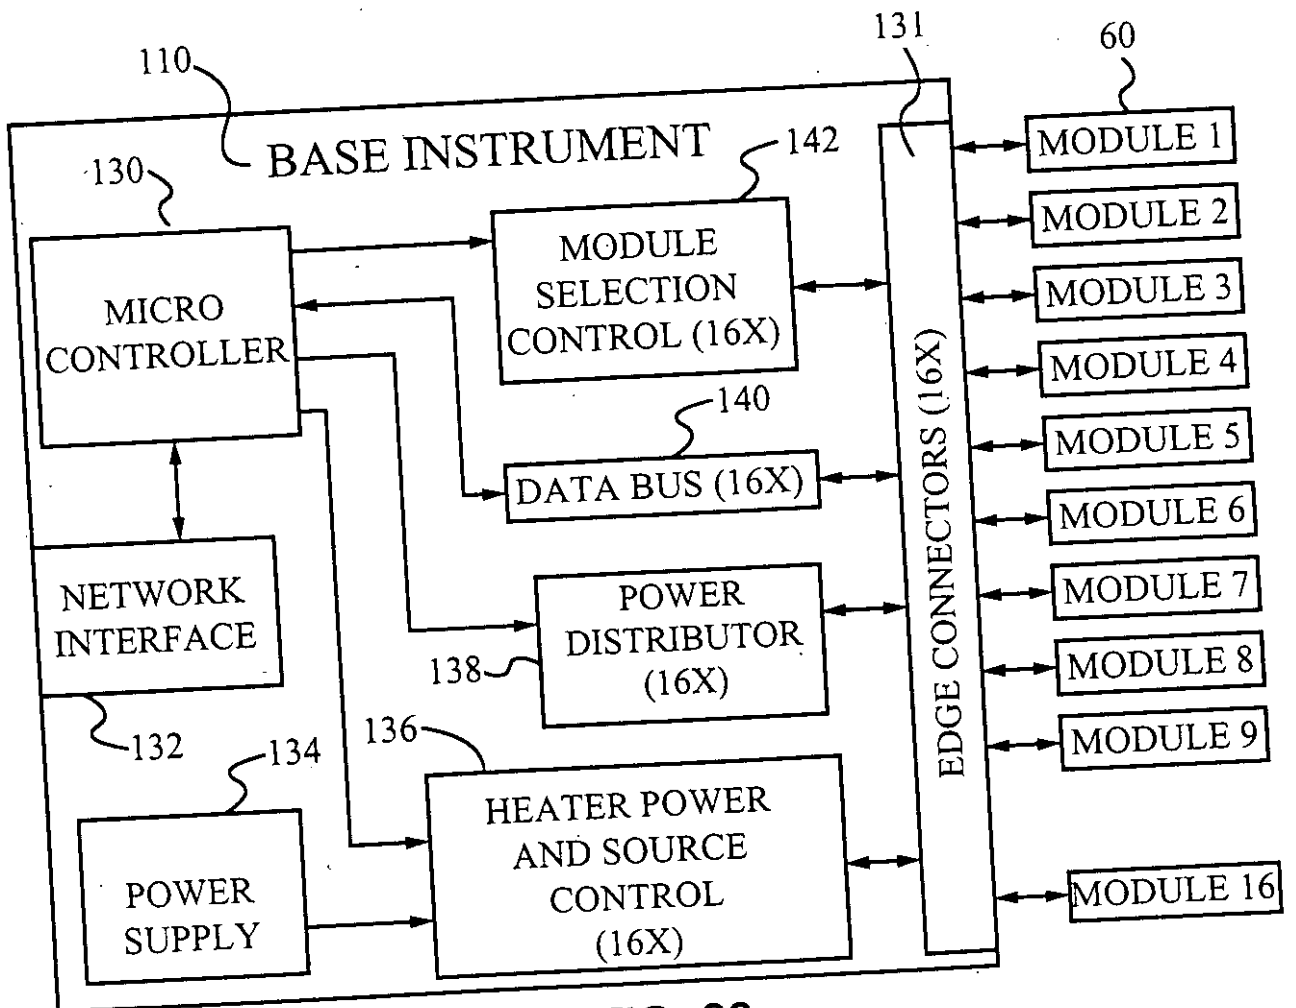 131
60
110
BASE INSTRUMENT
142
MODULE 1
130
MODULE 2
MODULE
SELECTION
CONTROL (16X)
MODULE 3
MICRO
CONTROLLER
MODULE 4
140
MODULE 5
DATA BUS (16X)
EDGE CONNECTORS (16X)
MODULE 6
NETWORK
INTERFACE
POWER
DISTRIBUTOR
(16X)
MODULE 7
138
MODULE 8
132
134
136
MODULE 9
HEATER POWER
AND SOURCE
CONTROL
(16X)
POWER
SUPPLY
MODULE 16